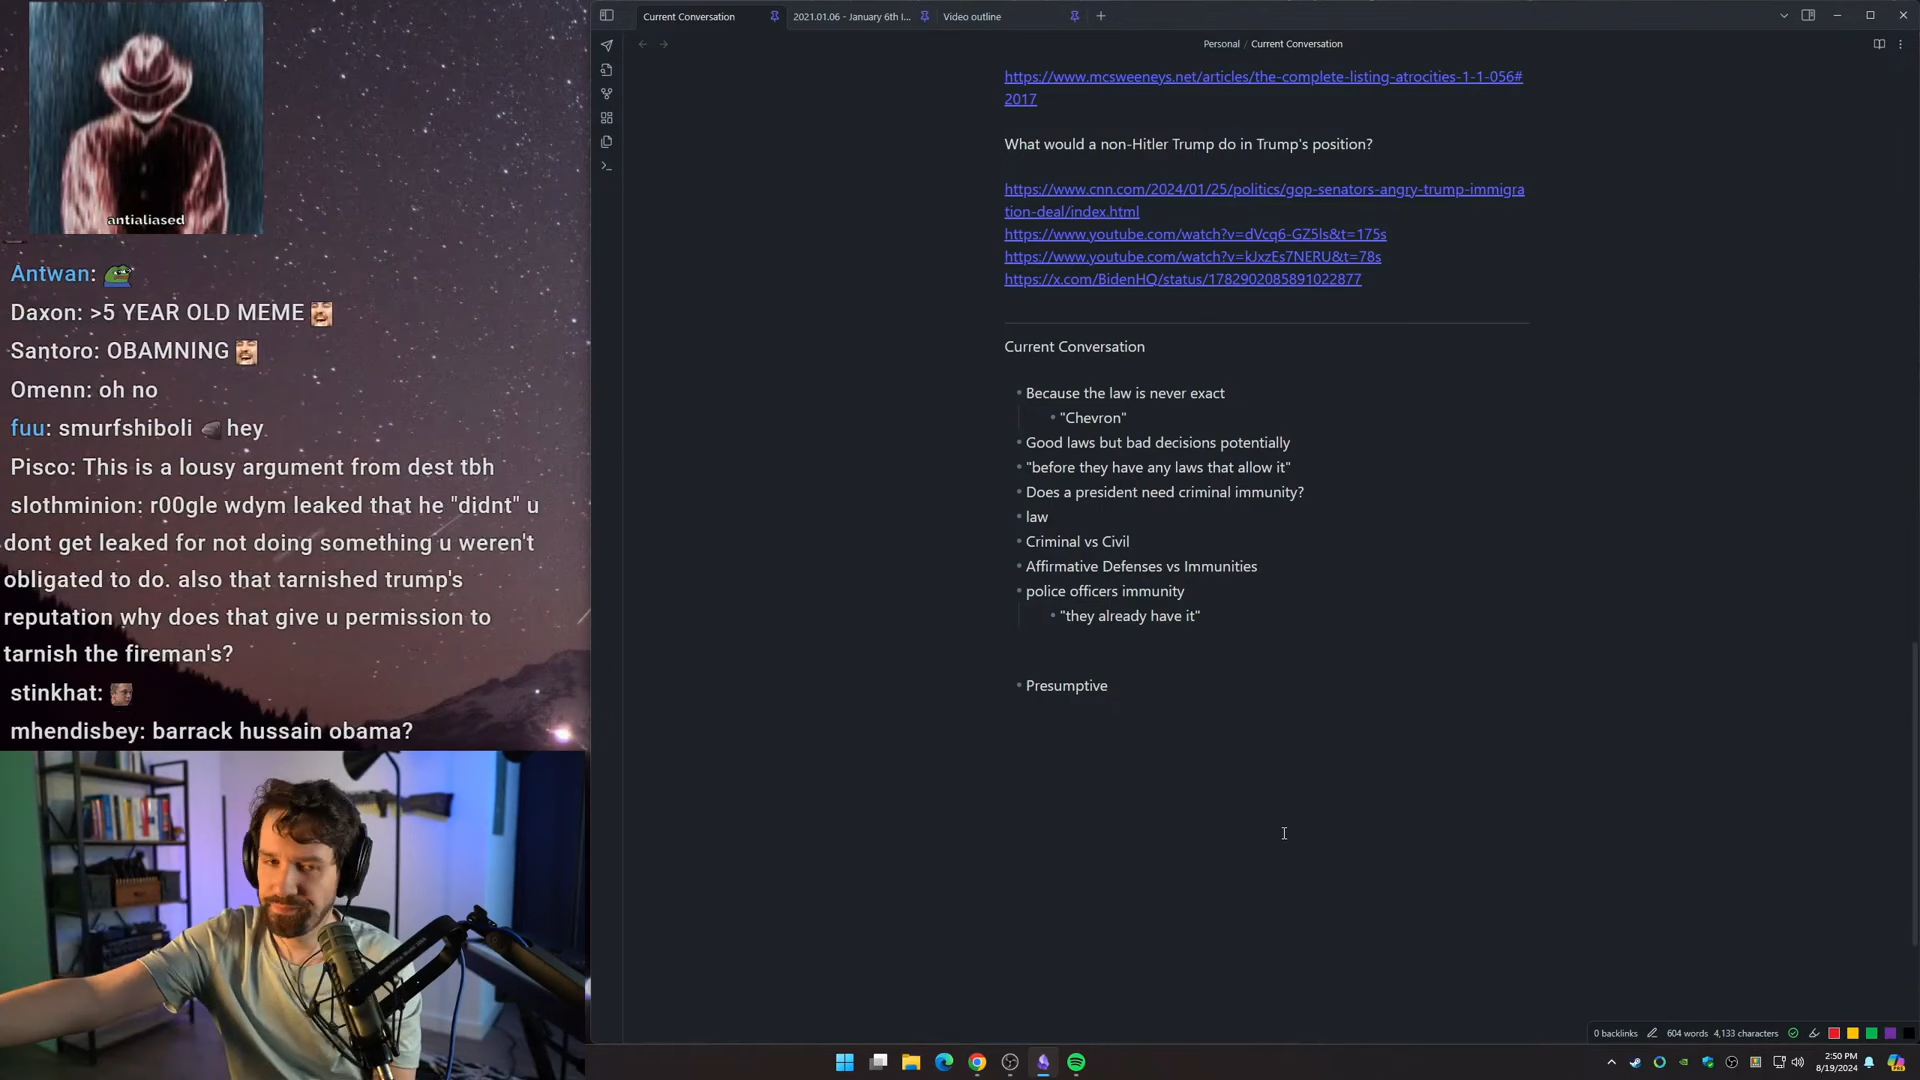 antialiased
Antwan:
Daxon: >5 YEAR OLD MEME
Santoro: OBAMNING
Omenn: oh no
fuu: smurfshiboli hey
Pisco: This is a lousy argument from dest tbh
slothminion: r00gle wdym leaked that he "didnt" u
dont get leaked for not doing something u weren't
obligated to do. also that tarnished trump's
reputation why does that give u permission to
tarnish the fireman's?
stinkhat:
mhendisbey: barrack hussain obama?
Current Conversation
2021.01.06 - January 6th I...
Video outline
Personal / Current Conversation
https://www.mcsweeneys.net/articles/the-complete-listing-atrocities-1-1-056#
2017
What would a non-Hitler Trump do in Trump's position?
https://www.cnn.com/2024/01/25/politics/gop-senators-angry-trump-immigra
tion-deal/index.html
https://www.youtube.com/watch?v=dVcq6-GZ5ls&t=175s
https://www.youtube.com/watch?v=kJxzEs7NERU&t=78s
https://x.com/BidenHQ/status/1782902085891022877
Current Conversation
Because the law is never exact
"Chevron"
Good laws but bad decisions potentially
"before they have any laws that allow it"
Does a president need criminal immunity?
law
Criminal vs Civil
Affirmative Defenses vs Immunities
police officers immunity
"they already have it"
Presumptive
0 backlinks 604 words 4,133 characters
2:50 PM
8/19/2024